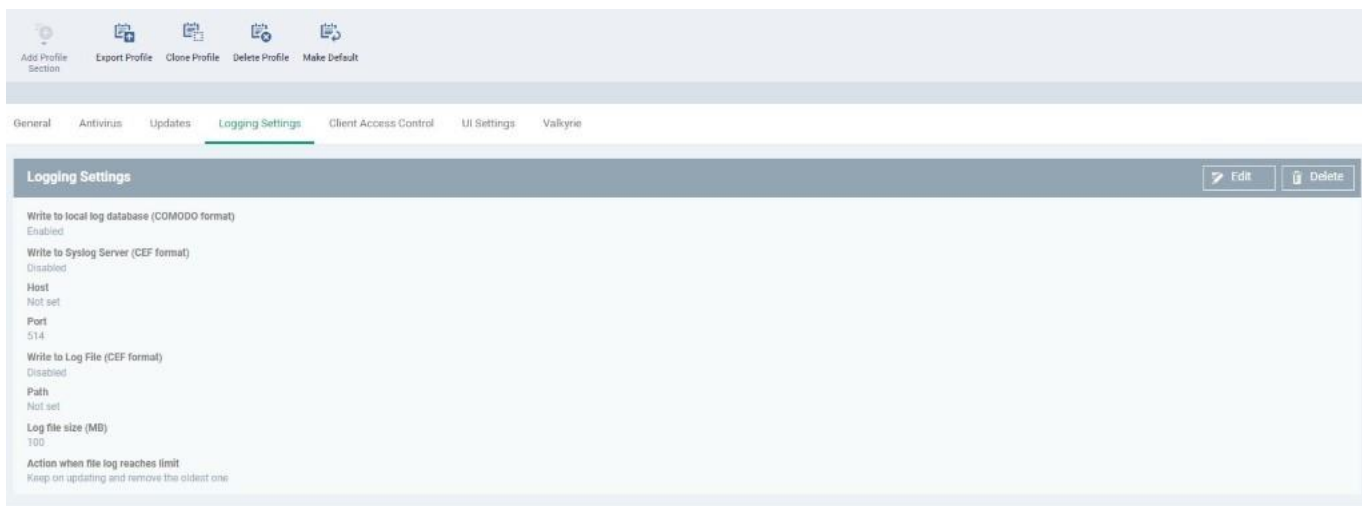 Add Profile
Section
Export Profile
Clone Profile
Delete Profile
Make Default
General
Antivirus
Updates
Logging Settings
Client Access Control
UI Settings
Valkyrie
Logging Settings
Edit
Delete
Write to local log database (COMODO format)
Enabled
Write to Syslog Server (CEF format)
Disabled
Host
Not set
Port
514
Write to Log File (CEF format)
Disabled
Path
Not set
Log file size (MB)
100
Action when file log reaches limit
Keep on updating and remove the oldest one